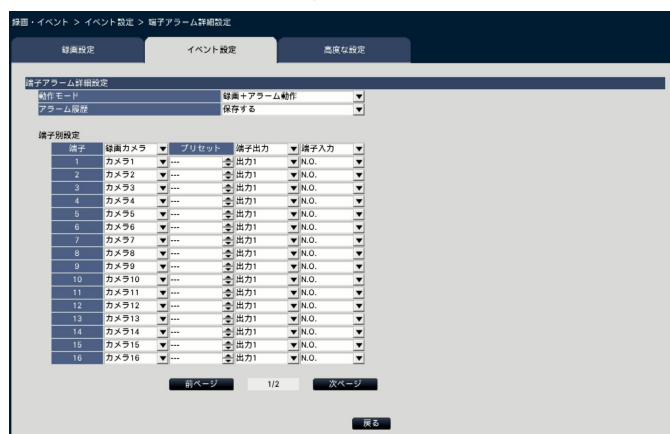 録画・イベント > イベント設定 > 端子アラーム詳細設定
録画設定 イベント設定 高度な設定
端子アラーム詳細設定
動作モード 録画+アラーム動作
アラーム履歴 保存する
端子別設定
端子 録画カメラ プリセット 端子出力 端子入力
1 カメラ1 --- 出力1 N.O.
2 カメラ2 --- 出力1 N.O.
3 カメラ3 --- 出力1 N.O.
4 カメラ4 --- 出力1 N.O.
5 カメラ5 --- 出力1 N.O.
6 カメラ6 --- 出力1 N.O.
7 カメラ7 --- 出力1 N.O.
8 カメラ8 --- 出力1 N.O.
9 カメラ9 --- 出力1 N.O.
10 カメラ10 --- 出力1 N.O.
11 カメラ11 --- 出力1 N.O.
12 カメラ12 --- 出力1 N.O.
13 カメラ13 --- 出力1 N.O.
14 カメラ14 --- 出力1 N.O.
15 カメラ15 --- 出力1 N.O.
16 カメラ16 --- 出力1 N.O.
前ページ 1/2 次ページ
戻る